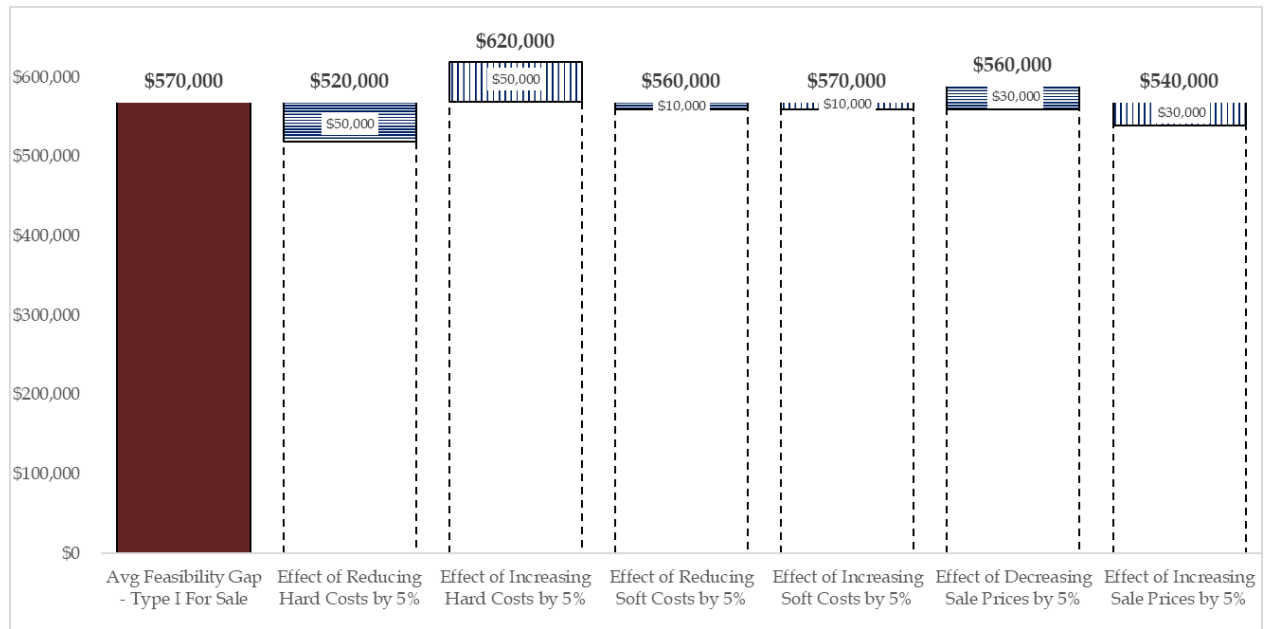 $620,000
$570,000
$520,000
$560,000
$570,000
$560,000
$540,000
$50,000
$50,000
$10,000
$10,000
$30,000
$30,000
$600,000
$500,000
$400,000
$300,000
$200,000
$100,000
$0
Avg Feasibility Gap
- Type I For Sale
Effect of Reducing
Hard Costs by 5%
Effect of Increasing
Hard Costs by 5%
Effect of Reducing
Soft Costs by 5%
Effect of Increasing
Soft Costs by 5%
Effect of Decreasing
Sale Prices by 5%
Effect of Increasing
Sale Prices by 5%